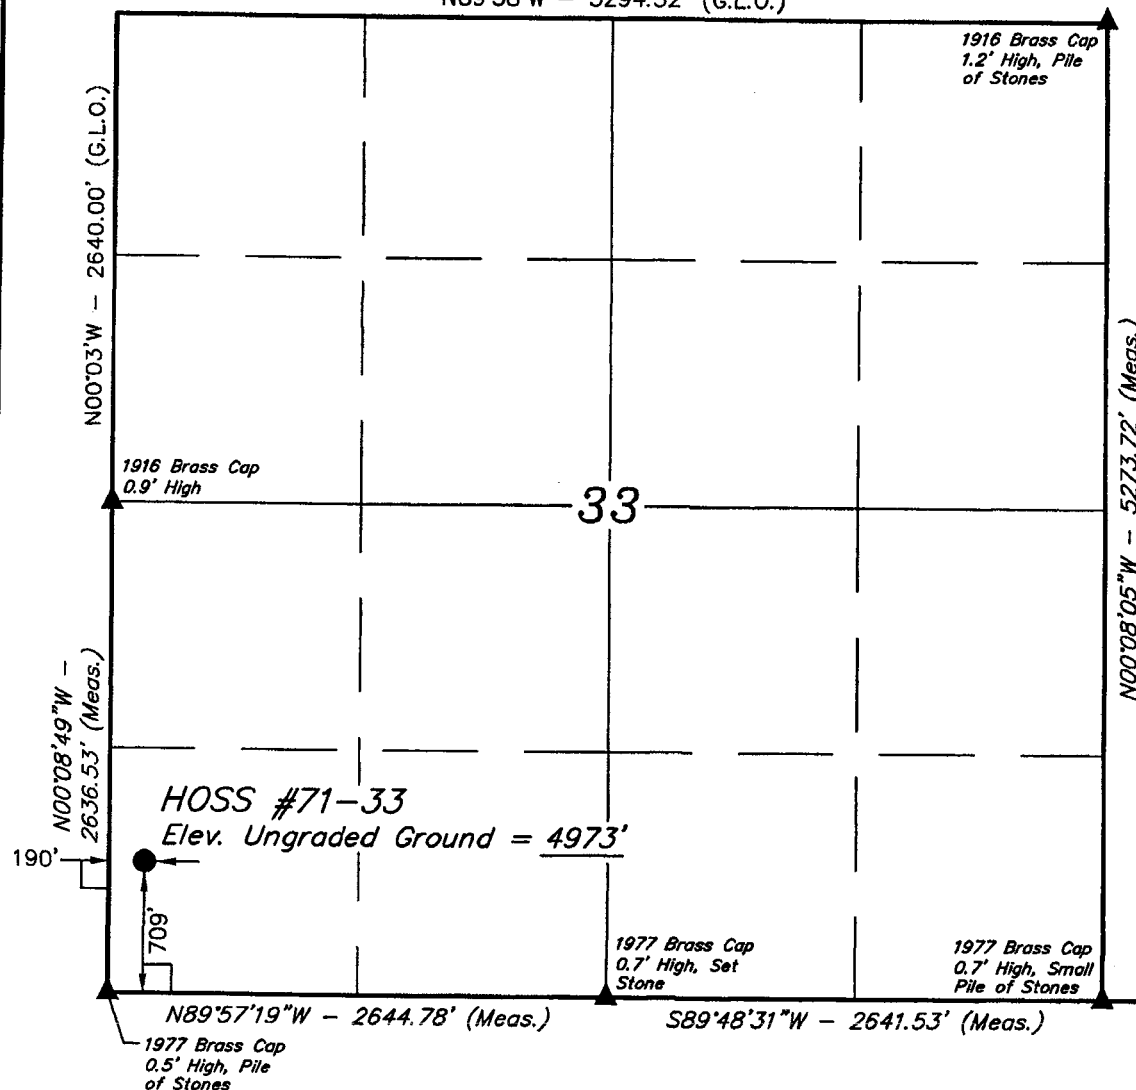 1916 Brass Cap
1.2' High, Pile
of Stones
N00°03'W – 2640.00' (G.L.O.)
1916 Brass Cap
0.9' High
33
N00°08'05"W – 5273.72' (Meas.)
N00°08'49"W –
2636.53' (Meas.)
HOSS #71-33
Elev. Ungraded Ground = 4973'
190'
709'
1977 Brass Cap
0.7' High, Set
Stone
1977 Brass Cap
0.7' High, Small
Pile of Stones
N89°57'19"W – 2644.78' (Meas.)
S89°48'31"W – 2641.53' (Meas.)
1977 Brass Cap
0.5' High, Pile
of Stones